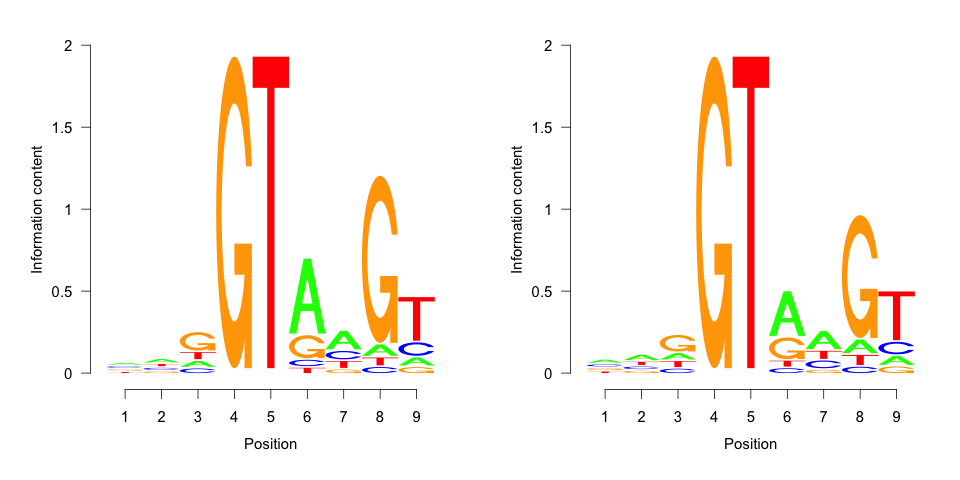 Information content
2
1.5
1
0.5
0
G T A G T
G A A G T
T G C A C
A C T T A
C T G C G
1 2 3 4 5 6 7 8 9
Position
Information content
2
1.5
1
0.5
0
G T A G T
G A A G T
A G T A C
T T C T A
C C G C G
1 2 3 4 5 6 7 8 9
Position